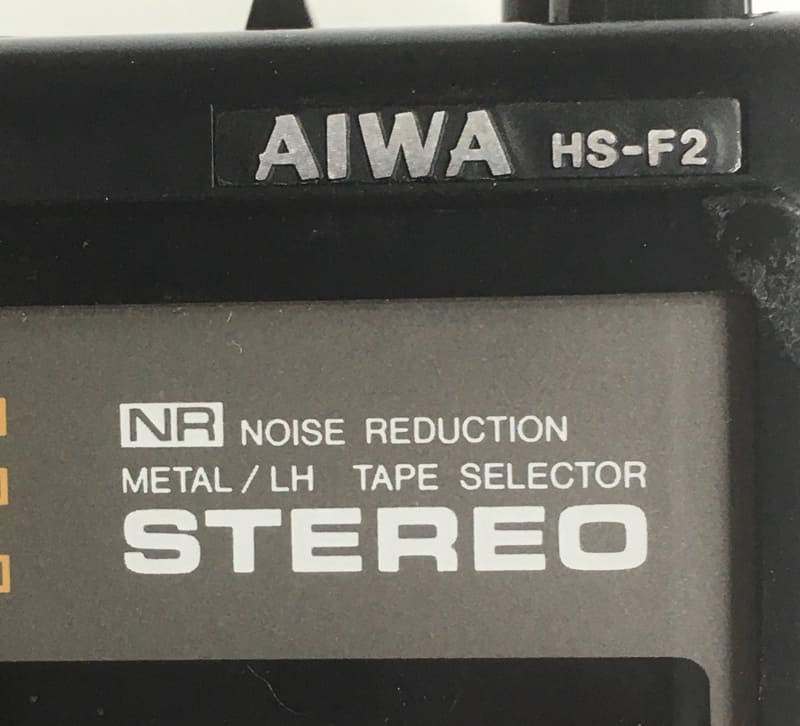 AIWA HS-F2
NR NOISE REDUCTION
METAL / LH TAPE SELECTOR
STEREO